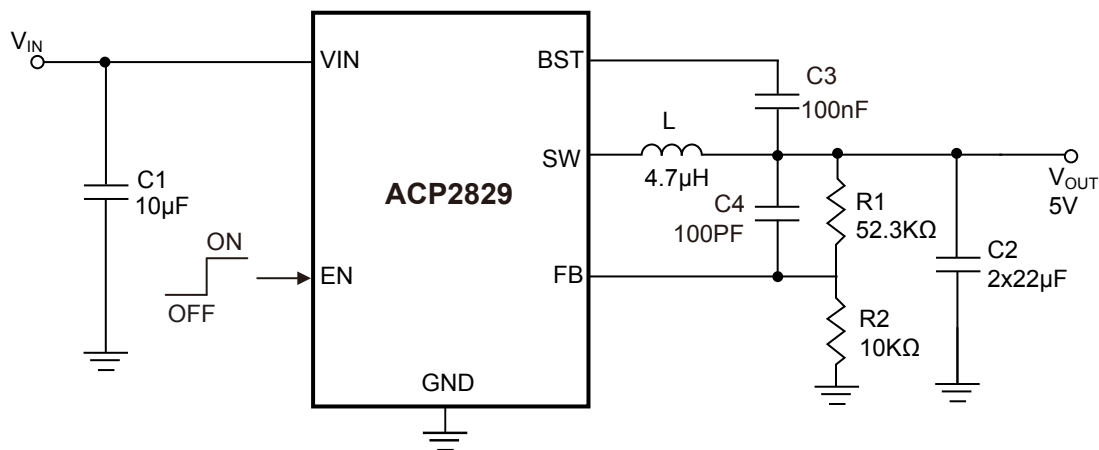 VIN
VIN
C1
10µF
ON
OFF
EN
ACP2829
GND
BST
SW
FB
L
4.7µH
C3
100nF
C4
100PF
R1
52.3KΩ
R2
10KΩ
C2
2x22µF
VOUT
5V